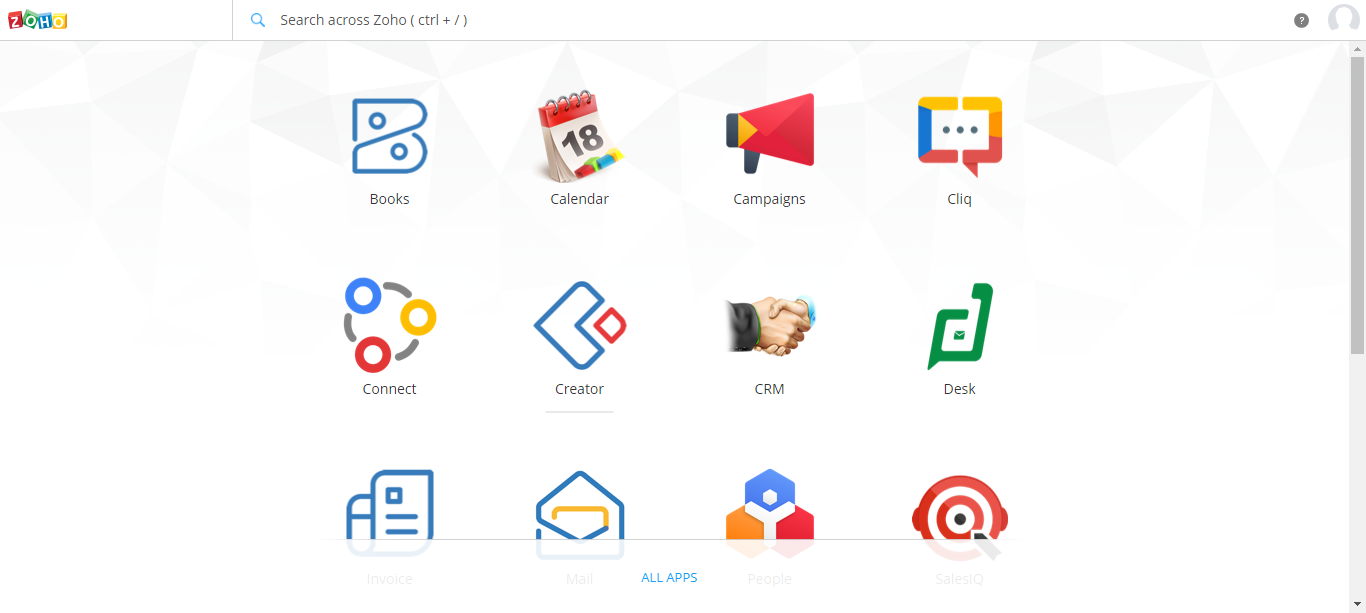 ZOHO
Search across Zoho ( ctrl + / )
?
18
Books
Calendar
Campaigns
Cliq
Connect
Creator
CRM
Desk
Invoice
Mail
ALL APPS
People
SalesIQ